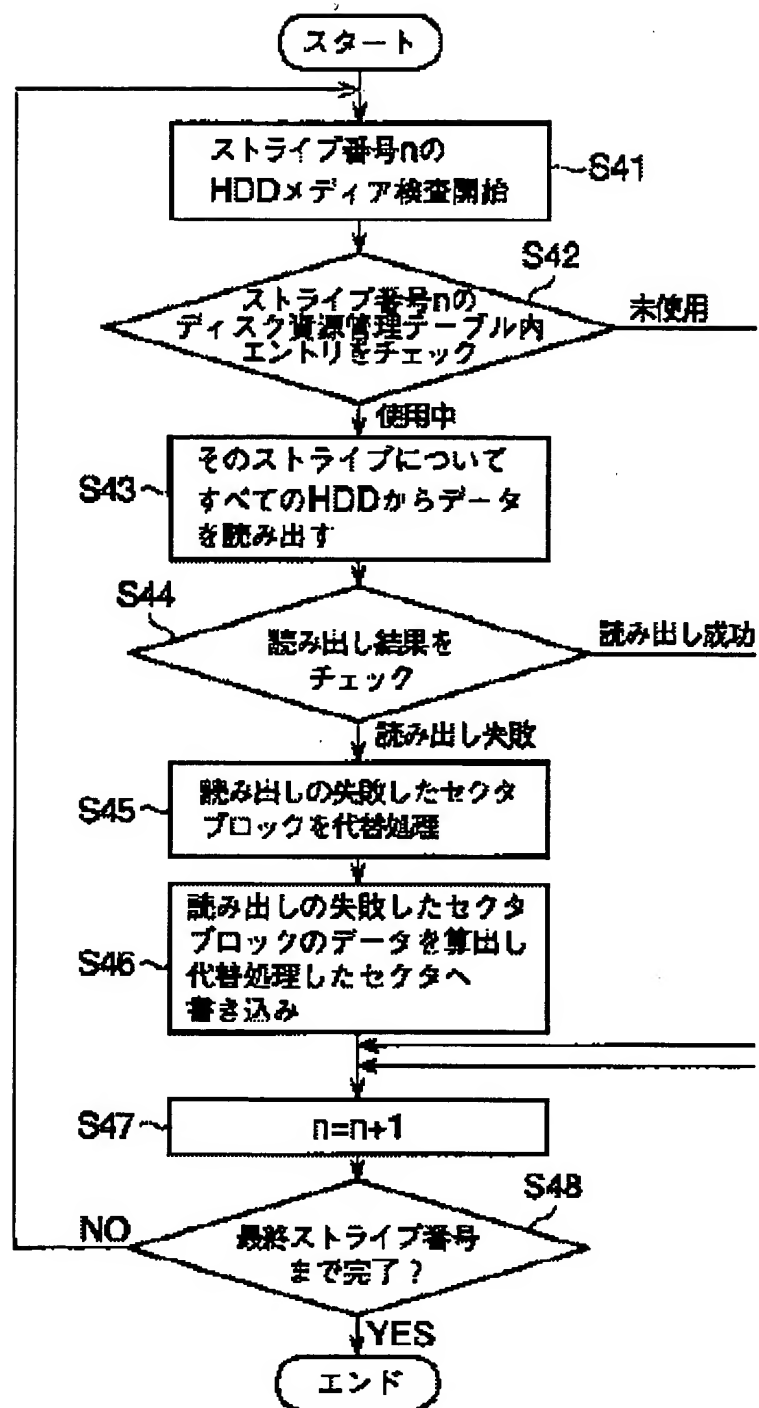 スタート
ストライプ番号nの
HDDメディア検査開始
S41
S42
ストライプ番号nの
ディスク資源管理テーブル内
エントリをチェック
未使用
使用中
S43
そのストライプについて
すべてのHDDからデータ
を読み出す
S44
読み出し結果を
チェック
読み出し成功
読み出し失敗
S45
読み出しの失敗したセクタ
ブロックを代替処理
S46
読み出しの失敗したセクタ
ブロックのデータを算出し
代替処理したセクタへ
書き込み
S47
n=n+1
S48
NO
最終ストライプ番号
まで完了？
YES
エンド